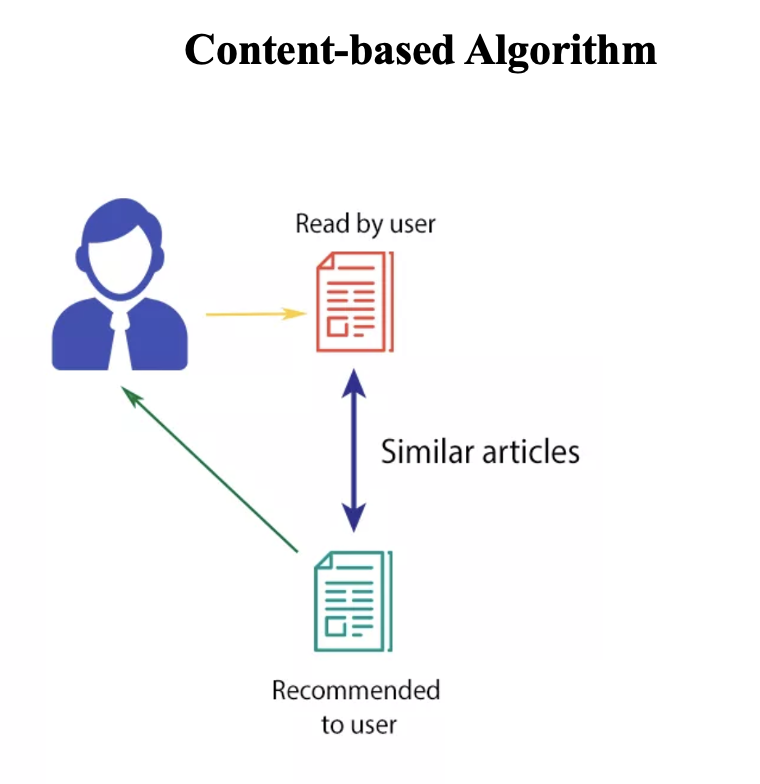 Content-based Algorithm
Read by user
Similar articles
Recommended
to user